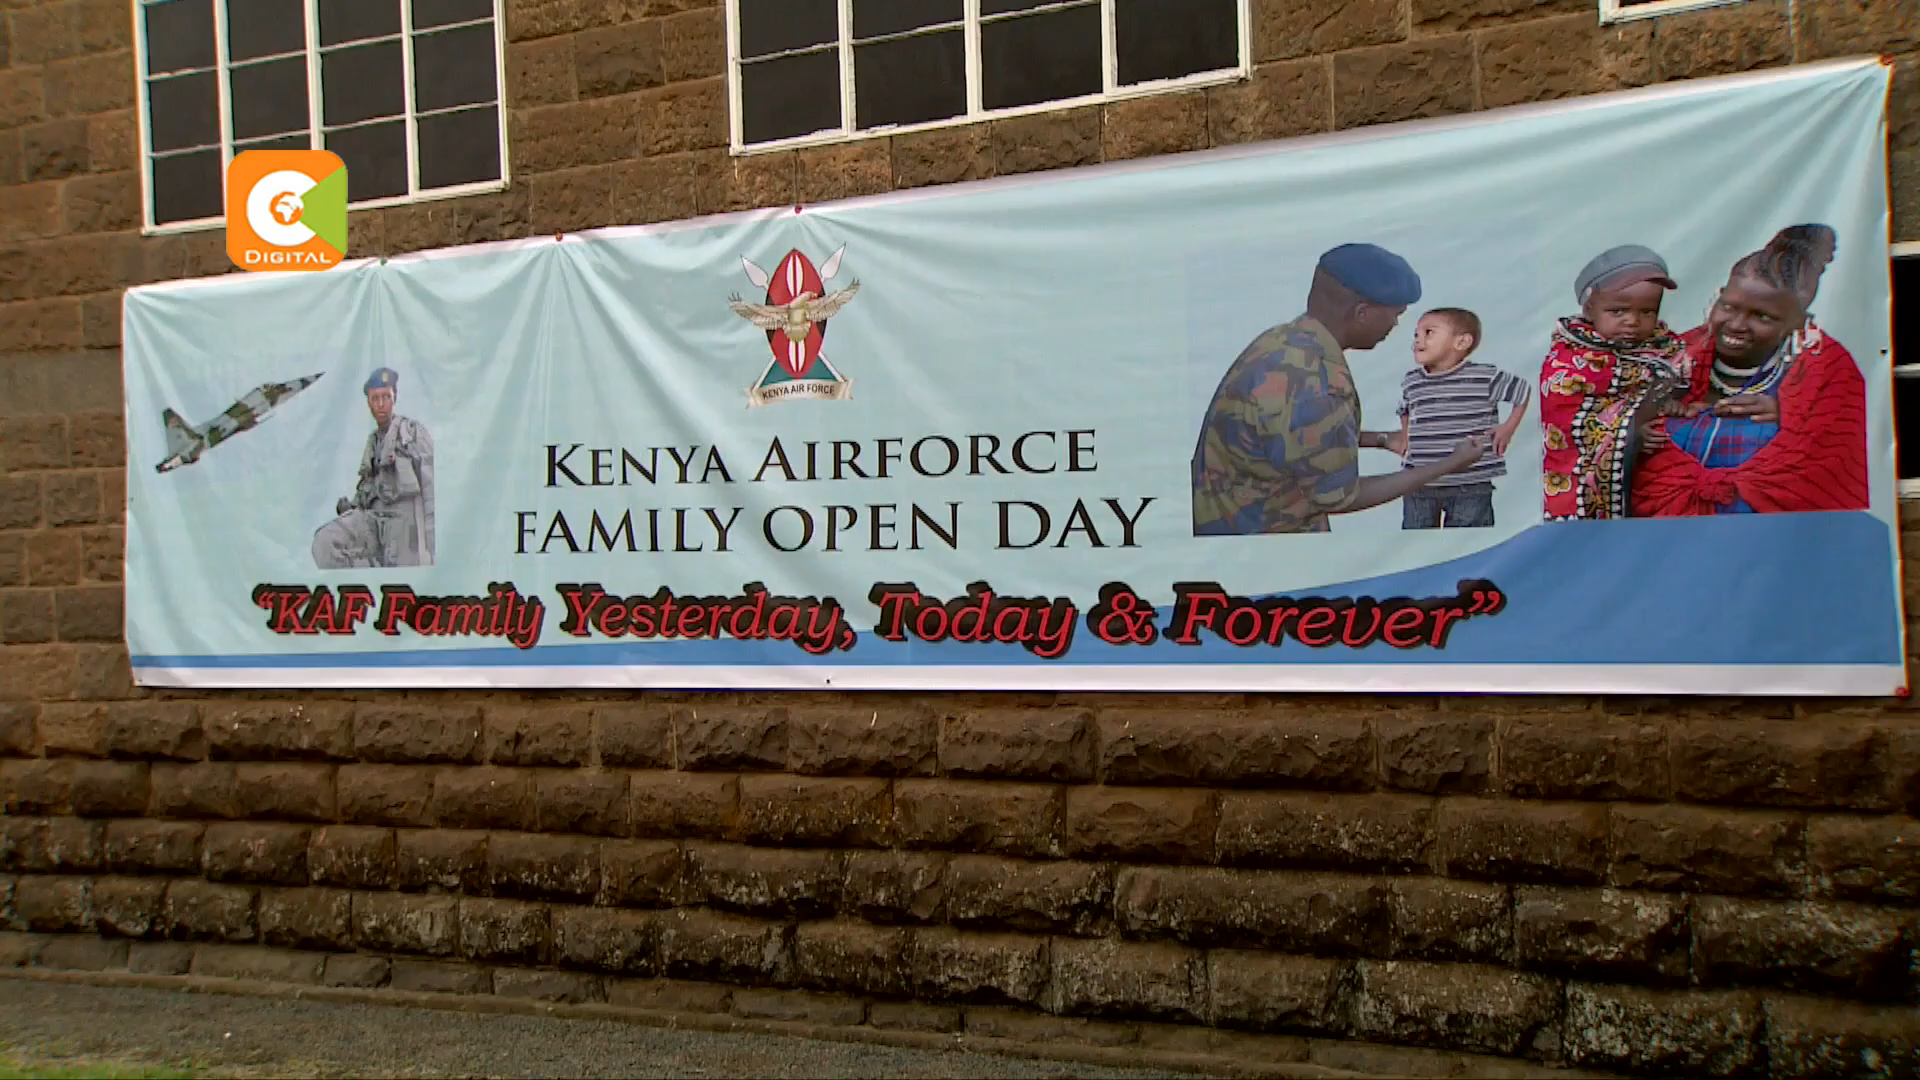 DIGITAL
KENYA AIR FORCE
KENYA AIRFORCE
FAMILY OPEN DAY
“KAF Family Yesterday, Today & Forever”